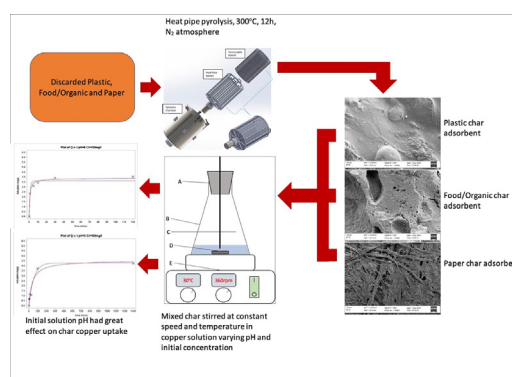 Heat pipe pyrolysis, 300°C, 12h,
N₂ atmosphere
Discarded Plastic,
Food/Organic and Paper
Plastic char
adsorbent
Food/Organic char
adsorbent
Paper char adsorbe
A
B
C
D
E
30°C
360rpm
I
Initial solution pH had great
effect on char copper uptake
Mixed char stirred at constant
speed and temperature in
copper solution varying pH and
initial concentration